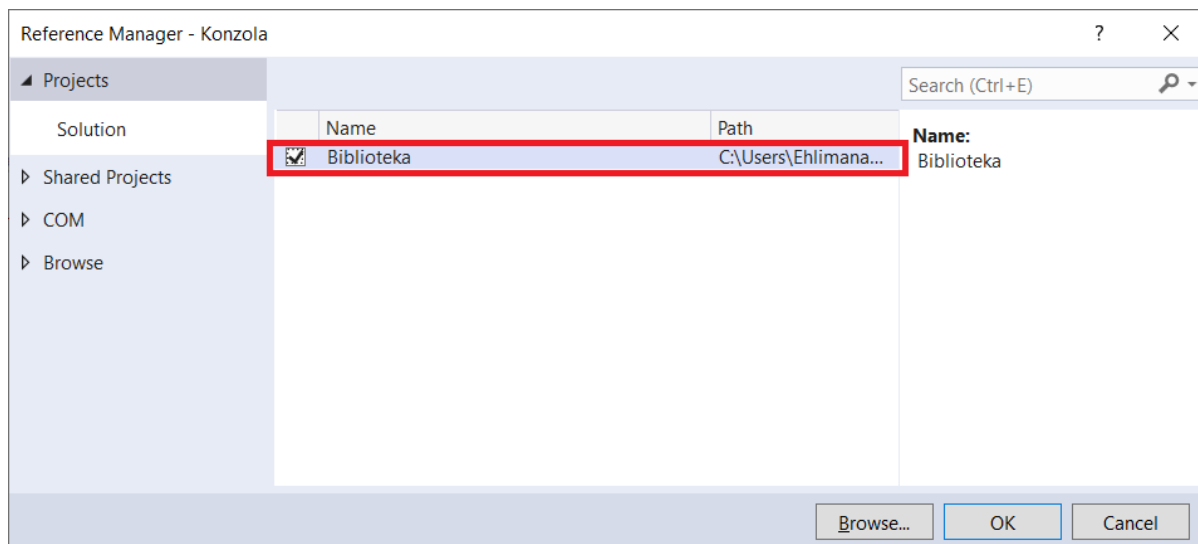 Reference Manager - Konzola
?
Projects
Search (Ctrl+E)
Solution
Name Path
Name:
Biblioteka C:\Users\Ehlimana...
Biblioteka
Shared Projects
COM
Browse
Browse... OK Cancel